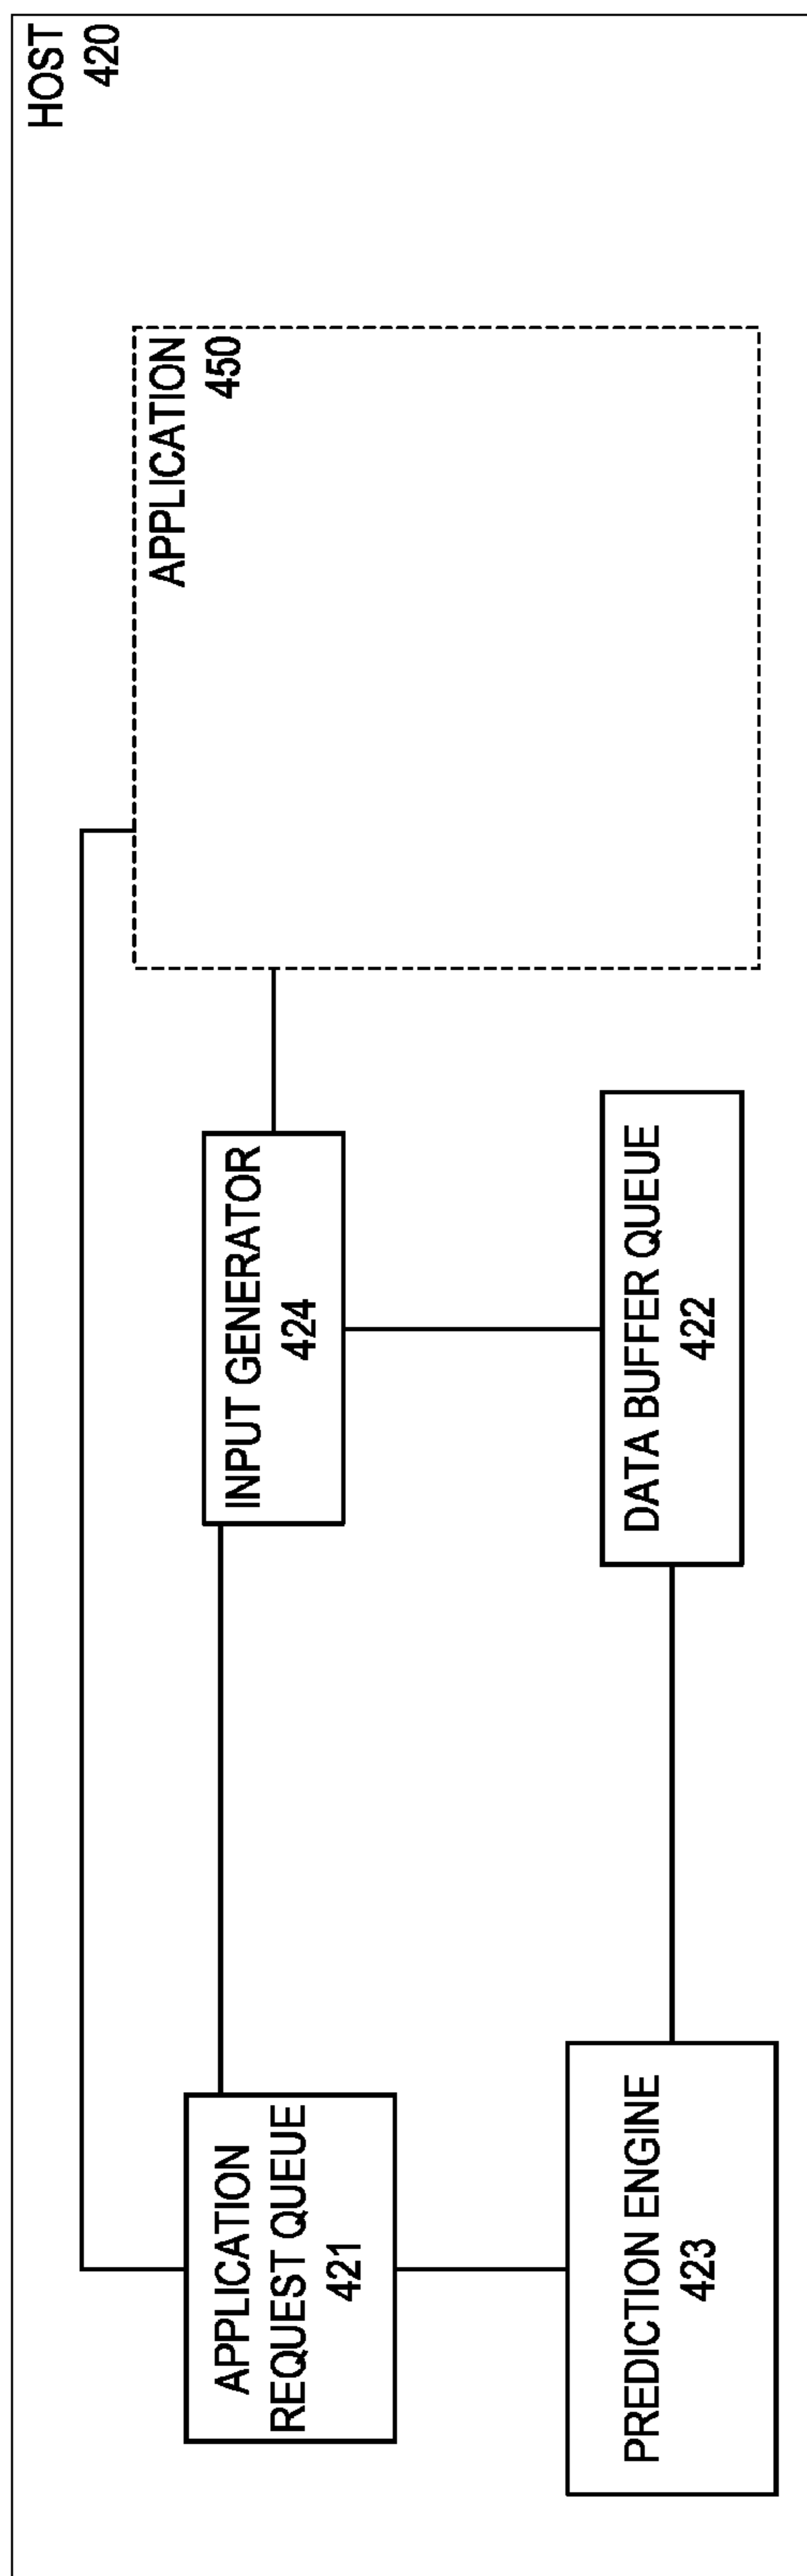 HOST
420
APPLICATION
450
INPUT GENERATOR
424
DATA BUFFER QUEUE
422
APPLICATION
REQUEST QUEUE
421
PREDICTION ENGINE
423